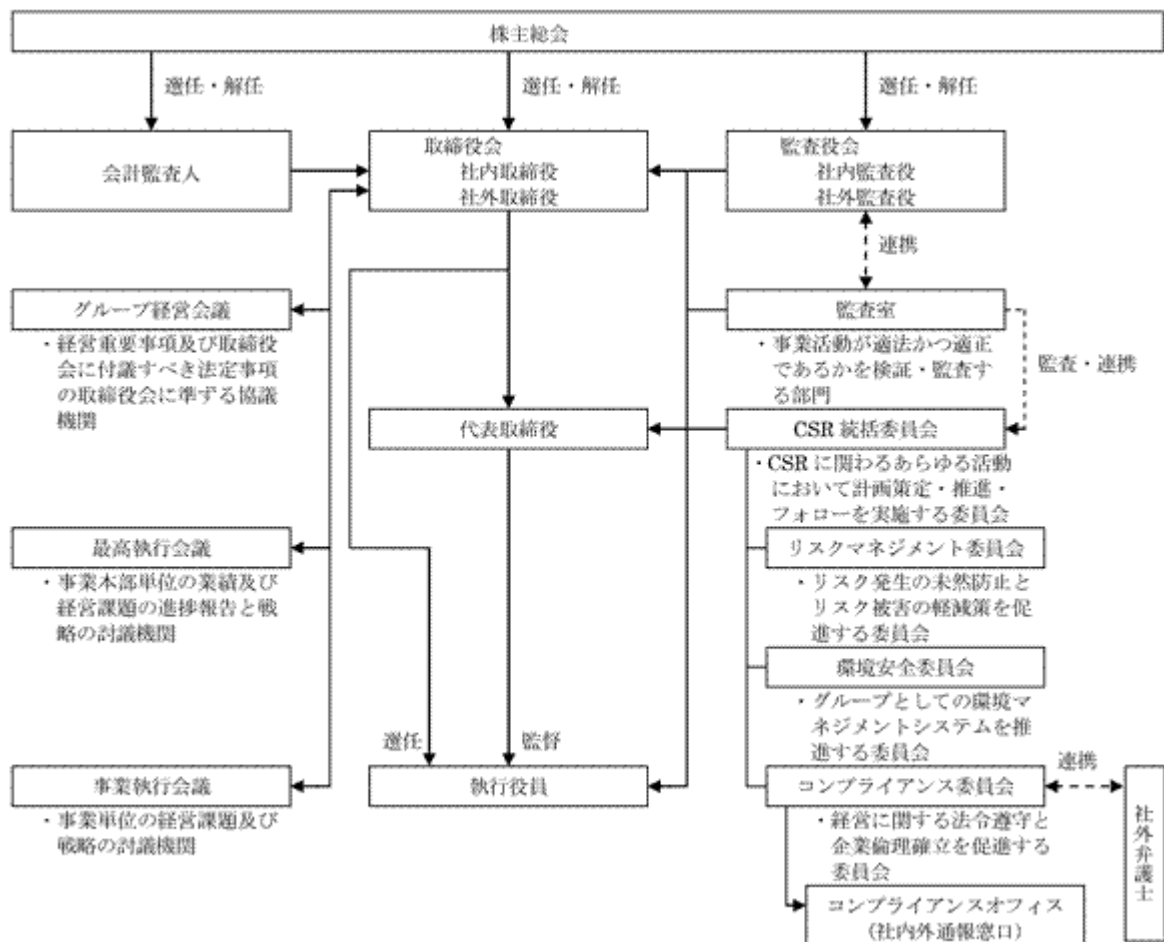 株主総会
選任・解任
選任・解任
選任・解任
会計監査人
取締役会
社内取締役
社外取締役
監査役会
社内監査役
社外監査役
連携
グループ経営会議
・経営重要事項及び取締役
会に付議すべき法定事項
の取締役会に準ずる協議
機関
監査室
・事業活動が適法かつ適正
であるかを検証・監査す
る部門
監査・連携
代表取締役
CSR 統括委員会
・CSR に関わるあらゆる活動
において計画策定・推進・
フォローを実施する委員会
最高執行会議
・事業本部単位の業績及び
経営課題の進捗報告と戦
略の討議機関
リスクマネジメント委員会
・リスク発生の未然防止と
リスク被害の軽減策を促
進する委員会
環境安全委員会
・グループとしての環境マ
ネジメントシステムを推
進する委員会
選任
監督
事業執行会議
・事業単位の経営課題及び
戦略の討議機関
執行役員
コンプライアンス委員会
・経営に関する法令遵守と
企業倫理確立を促進する
委員会
連携
社外弁護士
コンプライアンスオフィス
(社内外通報窓口)